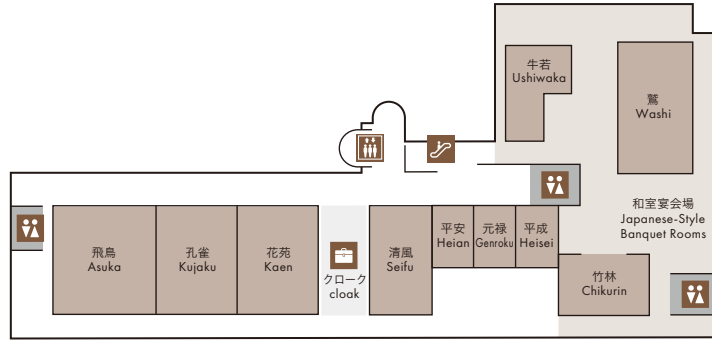 牛若
Ushiwaka
鷲
Washi
和室宴会場
Japanese-Style
Banquet Rooms
飛鳥
Asuka
孔雀
Kujaku
花苑
Kaen
クローク
cloak
清風
Seifu
平安
Heian
元禄
Genroku
平成
Heisei
竹林
Chikurin